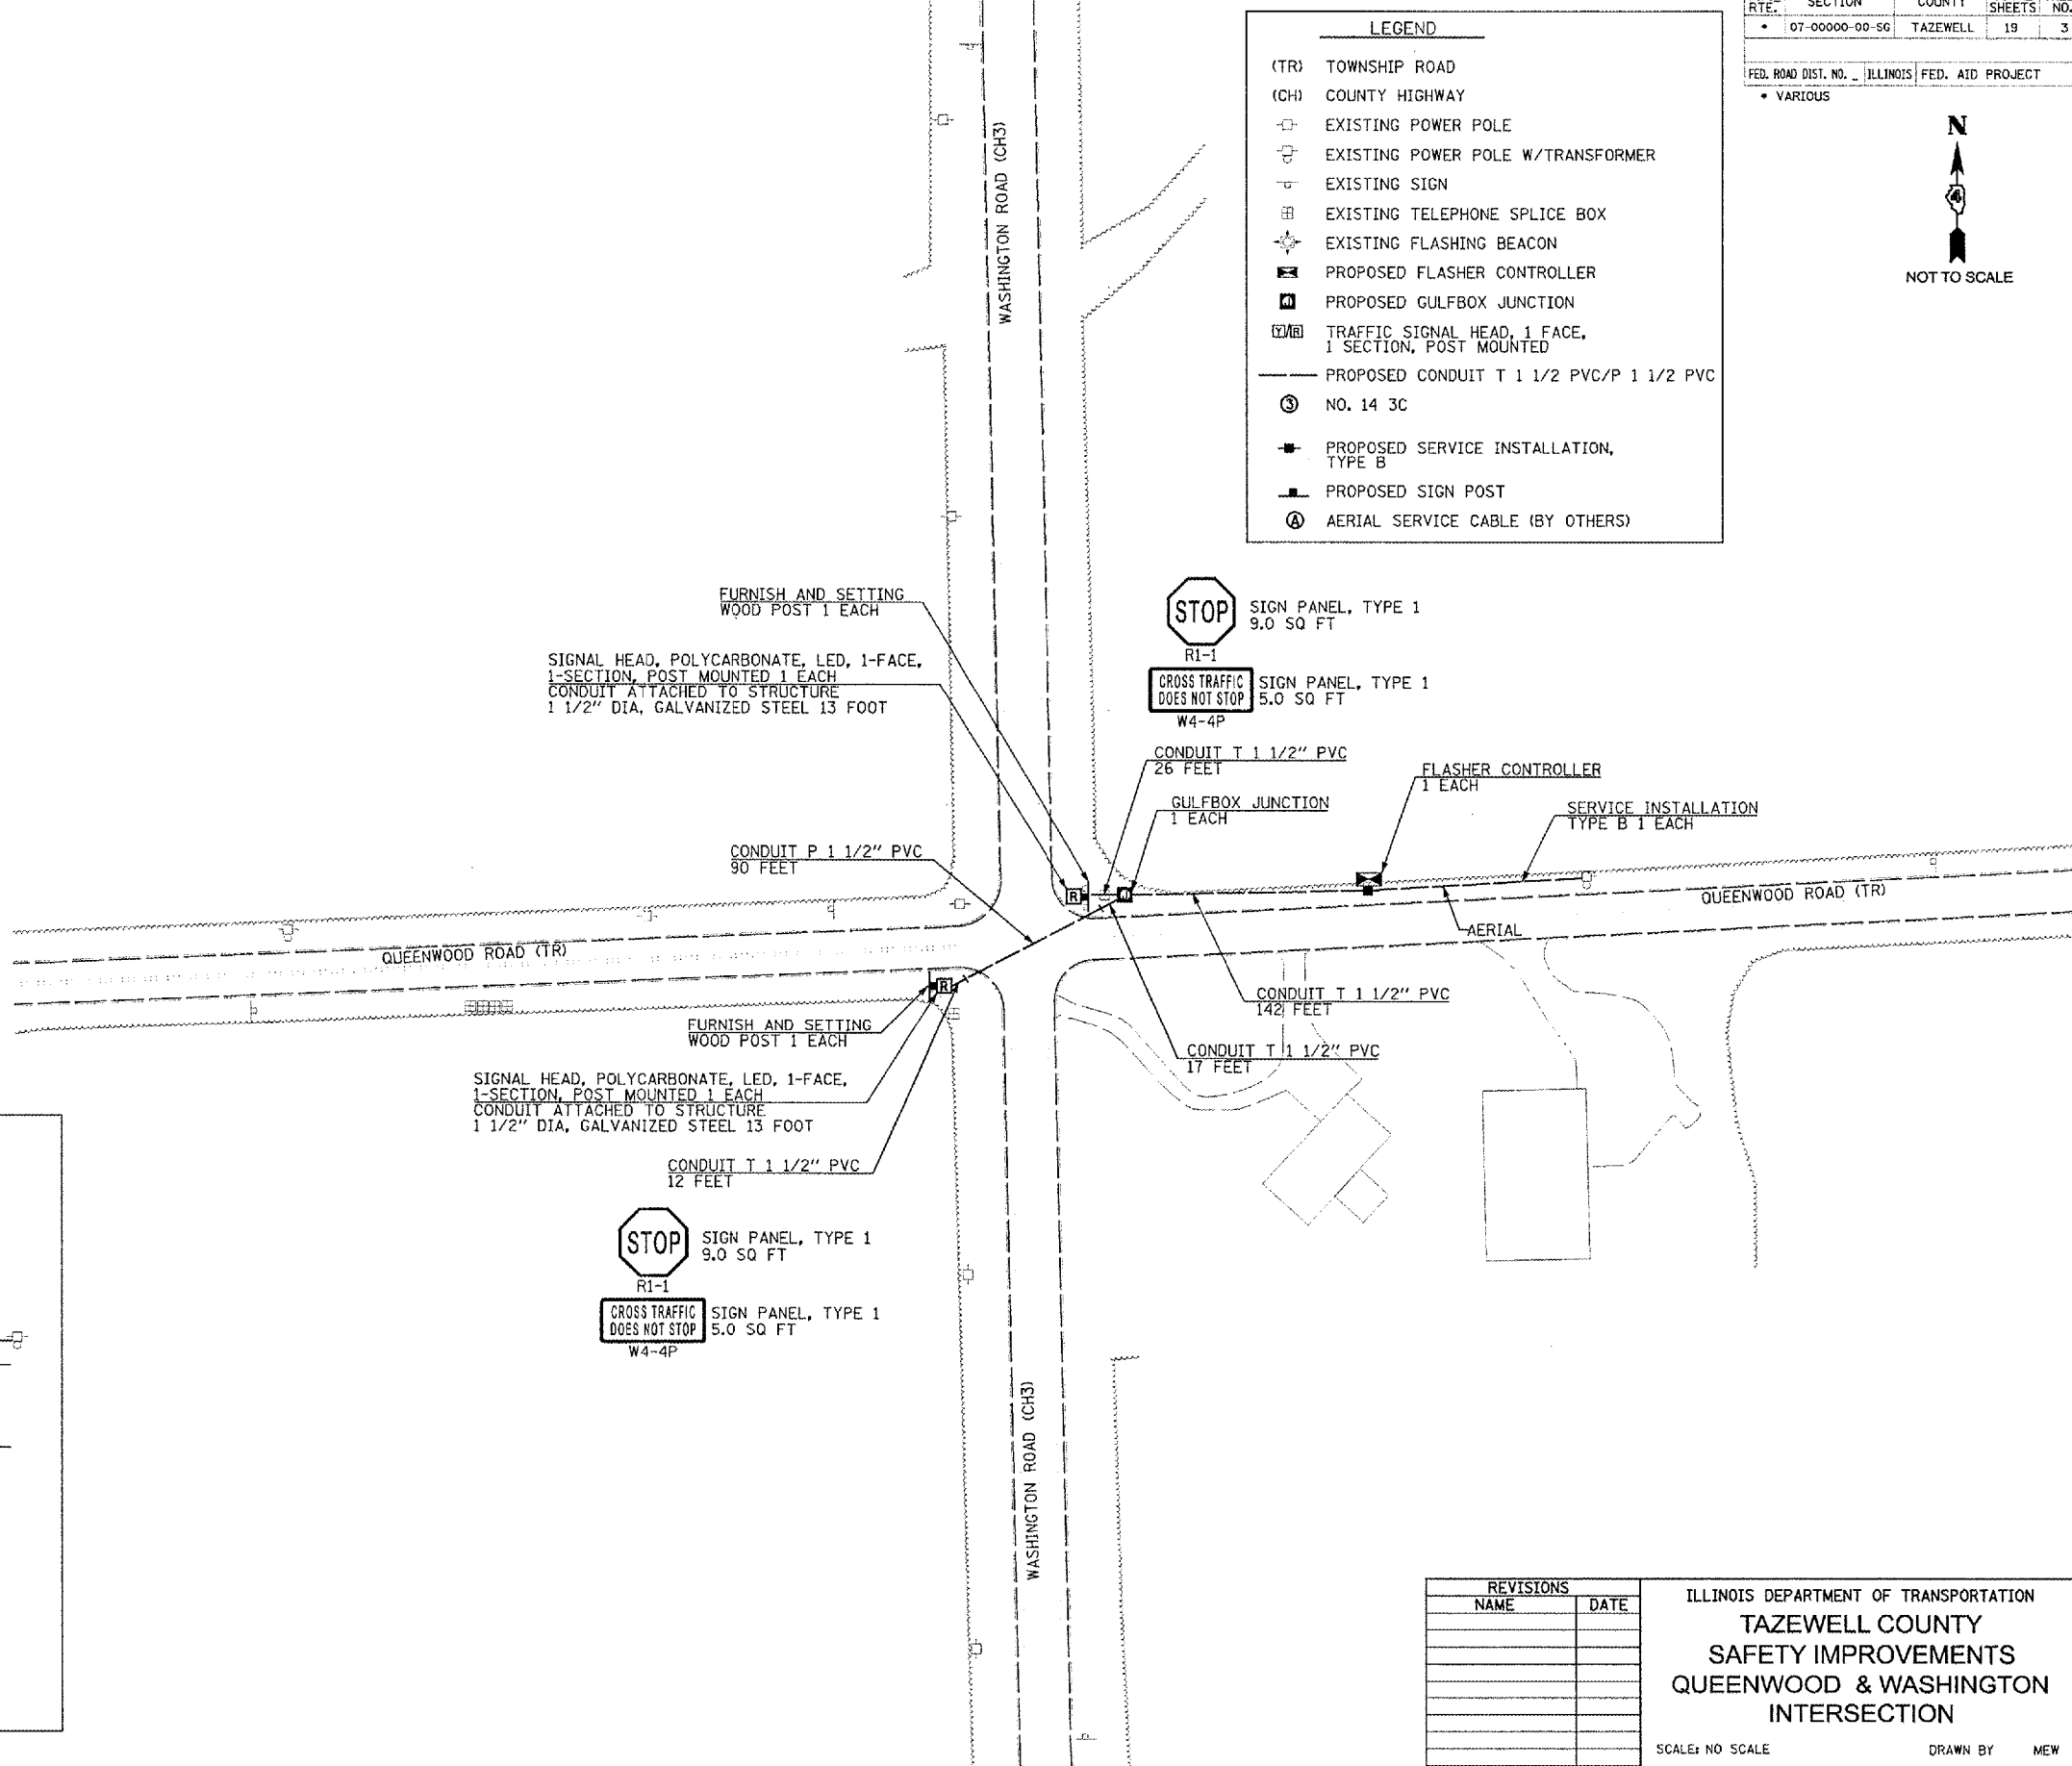 RTE. SECTION COUNTY SHEETS NO.
* 07-00000-00-SG TAZEWELL 19 3
FED. ROAD DIST. NO. _ ILLINOIS FED. AID PROJECT
* VARIOUS
N
4
NOT TO SCALE
LEGEND
(TR) TOWNSHIP ROAD
(CH) COUNTY HIGHWAY
EXISTING POWER POLE
EXISTING POWER POLE W/TRANSFORMER
EXISTING SIGN
EXISTING TELEPHONE SPLICE BOX
EXISTING FLASHING BEACON
PROPOSED FLASHER CONTROLLER
PROPOSED GULFBOX JUNCTION
Y/R TRAFFIC SIGNAL HEAD, 1 FACE,
1 SECTION, POST MOUNTED
PROPOSED CONDUIT T 1 1/2 PVC/P 1 1/2 PVC
3 NO. 14 3C
PROPOSED SERVICE INSTALLATION,
TYPE B
PROPOSED SIGN POST
A AERIAL SERVICE CABLE (BY OTHERS)
WASHINGTON ROAD (CH3)
FURNISH AND SETTING
WOOD POST 1 EACH
SIGNAL HEAD, POLYCARBONATE, LED, 1-FACE,
1-SECTION, POST MOUNTED 1 EACH
CONDUIT ATTACHED TO STRUCTURE
1 1/2" DIA, GALVANIZED STEEL 13 FOOT
STOP
SIGN PANEL, TYPE 1
9.0 SQ FT
R1-1
CROSS TRAFFIC
DOES NOT STOP
SIGN PANEL, TYPE 1
5.0 SQ FT
W4-4P
CONDUIT T 1 1/2" PVC
26 FEET
GULFBOX JUNCTION
1 EACH
FLASHER CONTROLLER
1 EACH
SERVICE INSTALLATION
TYPE B 1 EACH
CONDUIT P 1 1/2" PVC
90 FEET
R
QUEENWOOD ROAD (TR)
AERIAL
QUEENWOOD ROAD (TR)
R
CONDUIT T 1 1/2" PVC
142 FEET
CONDUIT T 1 1/2" PVC
17 FEET
FURNISH AND SETTING
WOOD POST 1 EACH
SIGNAL HEAD, POLYCARBONATE, LED, 1-FACE,
1-SECTION, POST MOUNTED 1 EACH
CONDUIT ATTACHED TO STRUCTURE
1 1/2" DIA, GALVANIZED STEEL 13 FOOT
CONDUIT T 1 1/2" PVC
12 FEET
STOP
SIGN PANEL, TYPE 1
9.0 SQ FT
R1-1
CROSS TRAFFIC
DOES NOT STOP
SIGN PANEL, TYPE 1
5.0 SQ FT
W4-4P
WASHINGTON ROAD (CH3)
REVISIONS
NAME DATE
ILLINOIS DEPARTMENT OF TRANSPORTATION
TAZEWELL COUNTY
SAFETY IMPROVEMENTS
QUEENWOOD & WASHINGTON
INTERSECTION
SCALE: NO SCALE DRAWN BY MEW